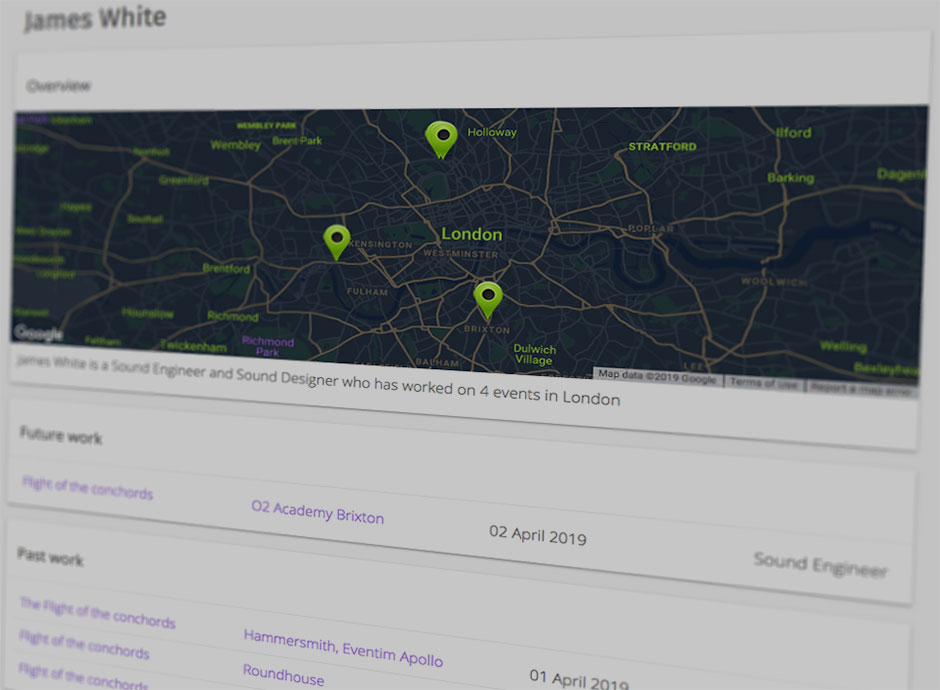 James White
Overview
WEMBLEY PARK
Holloway
Ilford
Wembley
Brent Park
STRATFORD
Northolt
Greenford
Barking
Hayes
Southall
London
KENSINGTON
WESTMINSTER
POPLAR
Brentford
WOOLWICH
FULHAM
Hounslow
Richmond
BRIXTON
Google
Feltham
Twickenham
Richmond
Park
Dulwich
Village
Welling
BALHAM
LEE
Map data ©2019 Google
Terms of Use
Report a map error
James White is a Sound Engineer and Sound Designer who has worked on 4 events in London
Future work
Flight of the conchords
O2 Academy Brixton
02 April 2019
Sound Engineer
Past work
The Flight of the conchords
Hammersmith, Eventim Apollo
01 April 2019
Flight of the conchords
Roundhouse
Flight of the conchords